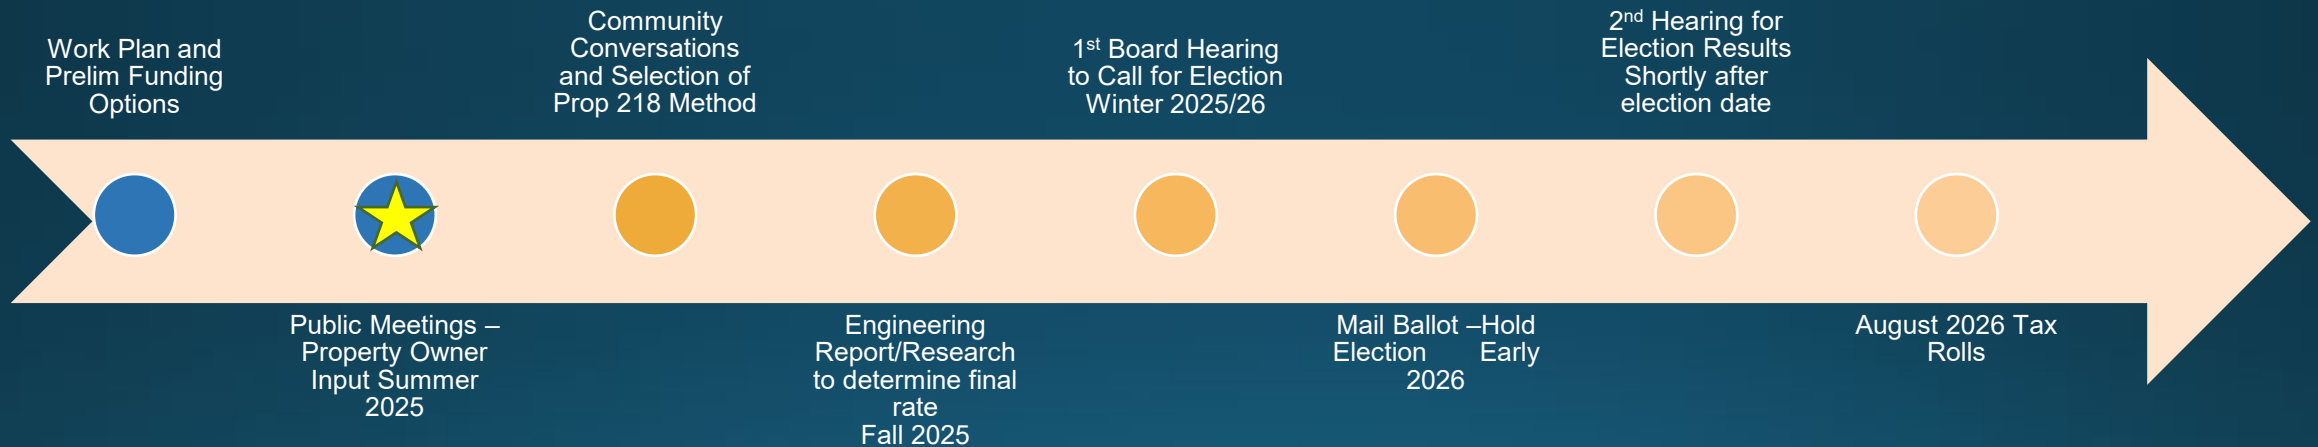 Work Plan and
Prelim Funding
Options
Public Meetings –
Property Owner
Input Summer
2025
Community
Conversations
and Selection of
Prop 218 Method
Engineering
Report/Research
to determine final
rate
Fall 2025
1st Board Hearing
to Call for Election
Winter 2025/26
Mail Ballot –Hold
Election Early
2026
2nd Hearing for
Election Results
Shortly after
election date
August 2026 Tax
Rolls